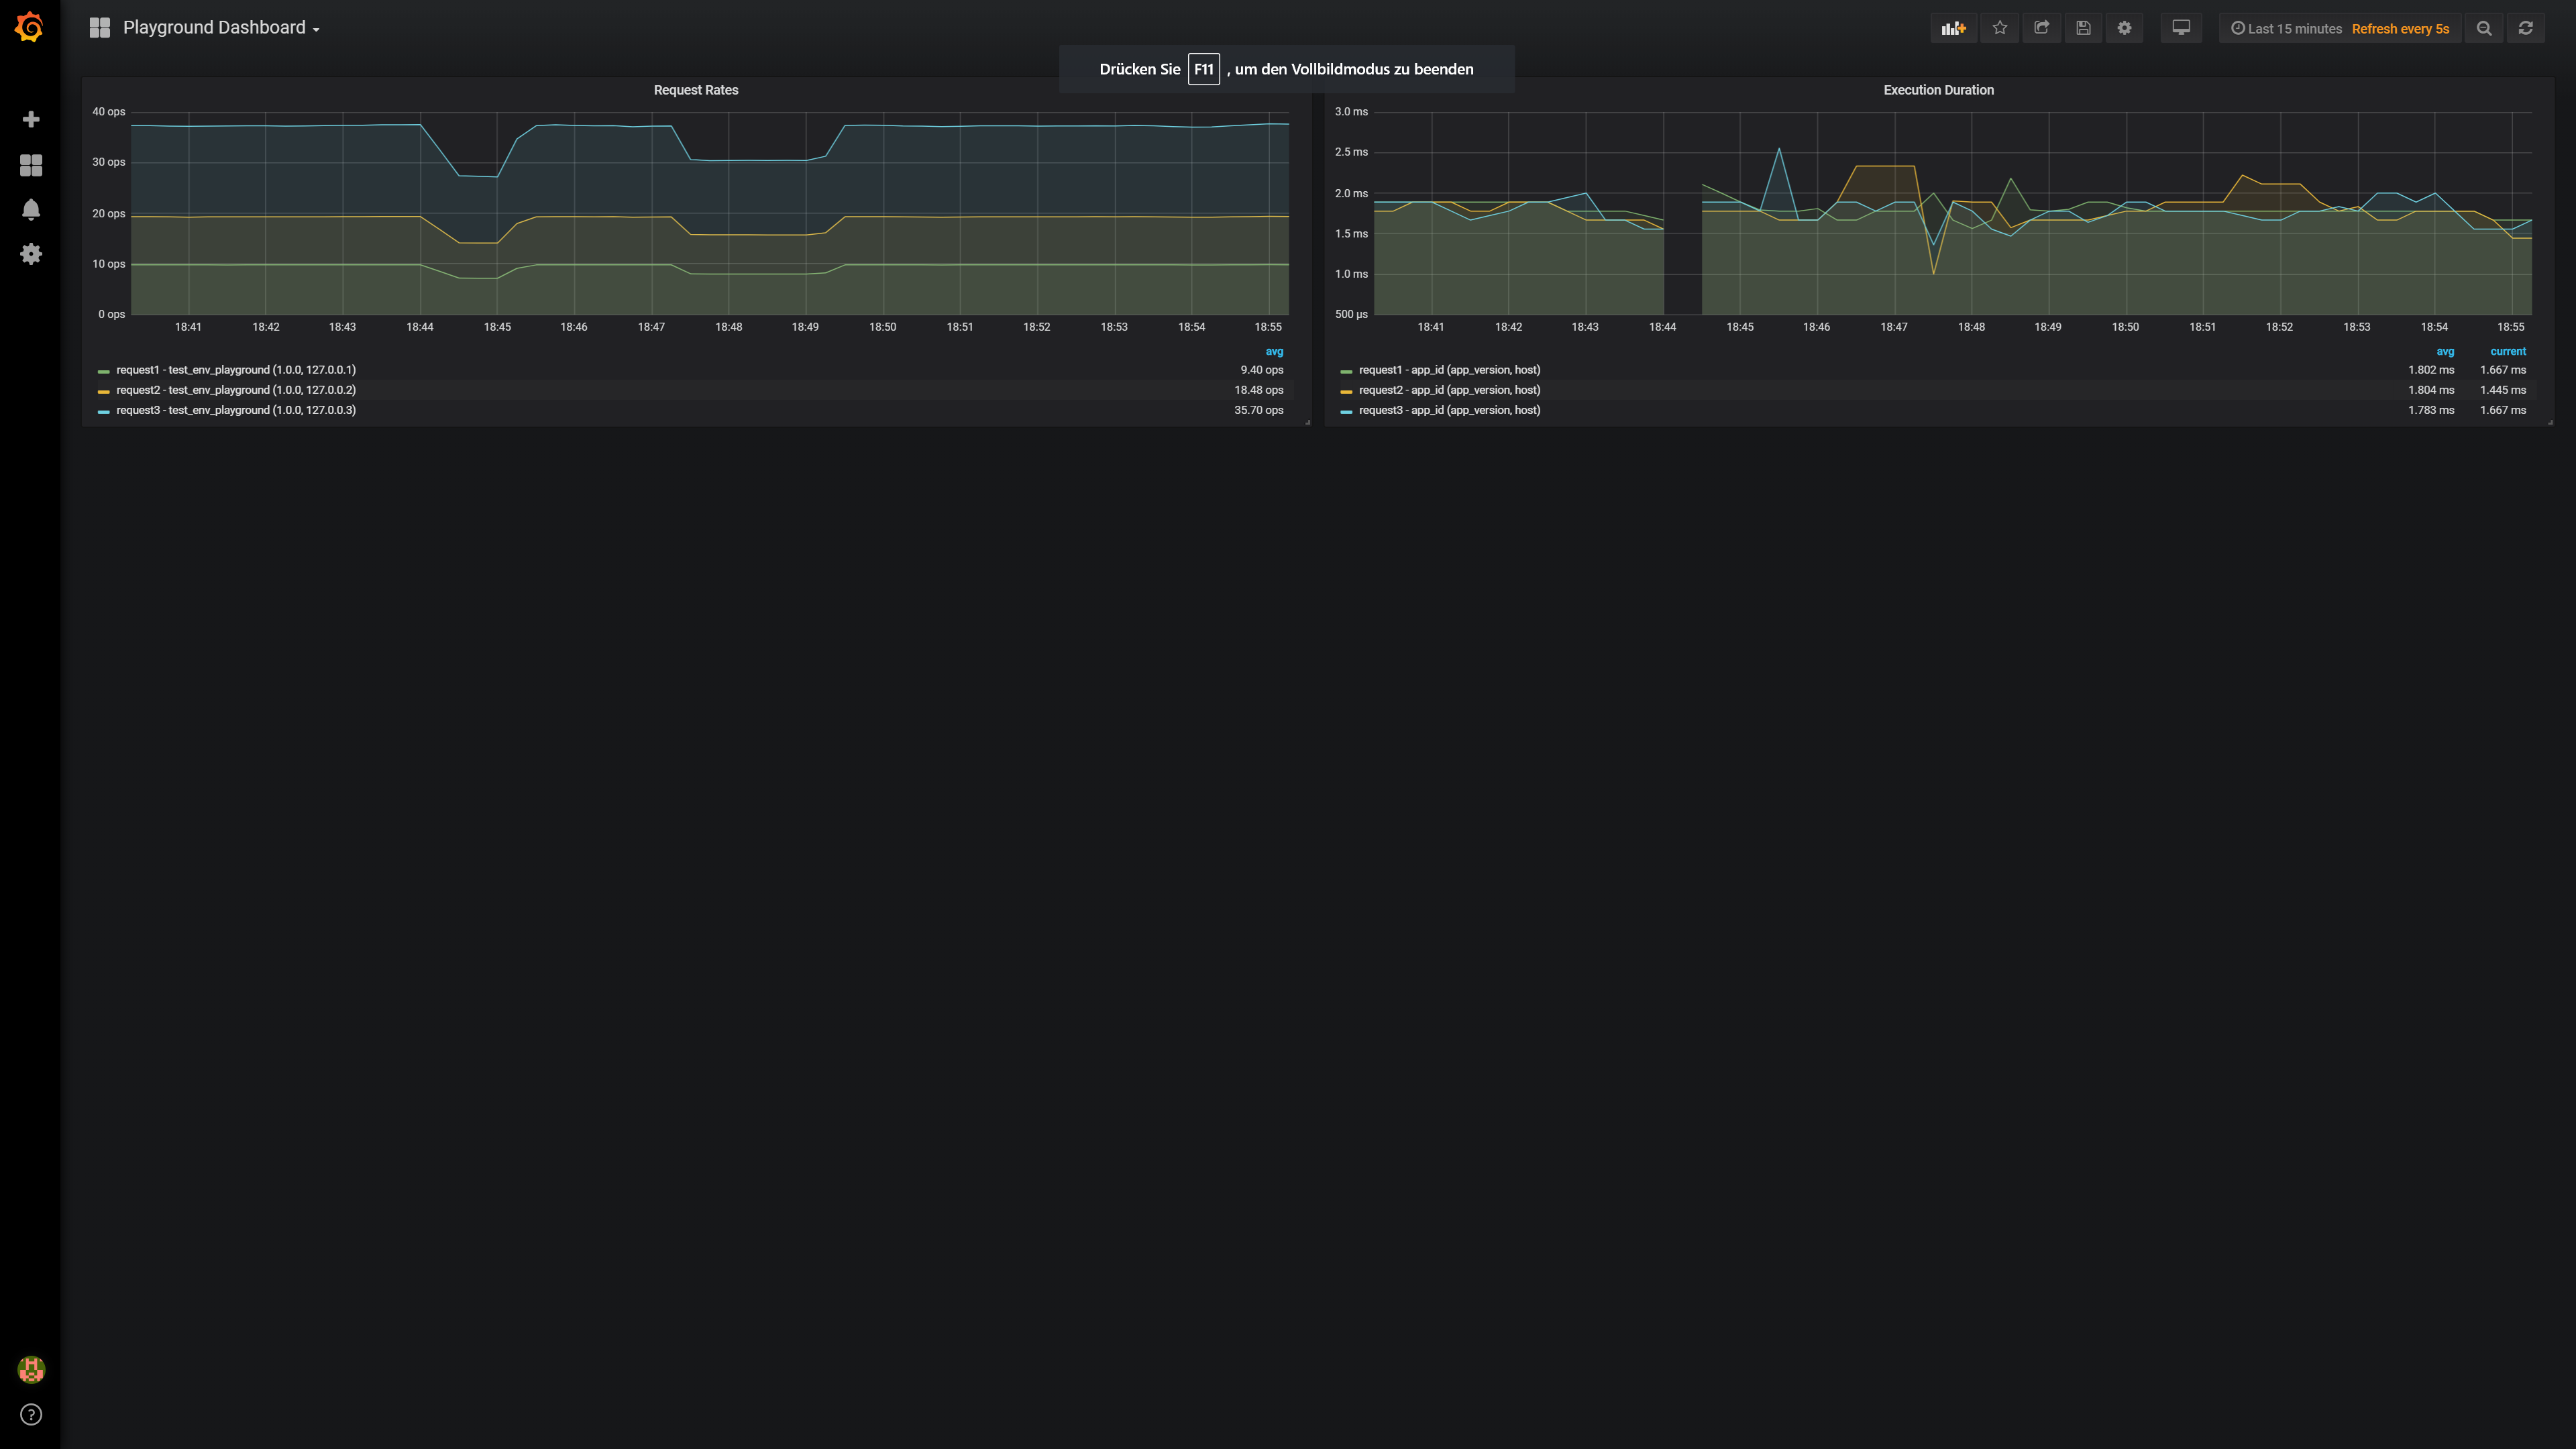 Playground Dashboard
Last 15 minutes Refresh every 5s
Drücken Sie F11 , um den Vollbildmodus zu beenden
Request Rates
40 ops
30 ops
20 ops
10 ops
0 ops
18:41 18:42 18:43 18:44 18:45 18:46 18:47 18:48 18:49 18:50 18:51 18:52 18:53 18:54 18:55
avg
request1 - test_env_playground (1.0.0, 127.0.0.1) 9.40 ops
request2 - test_env_playground (1.0.0, 127.0.0.2) 18.48 ops
request3 - test_env_playground (1.0.0, 127.0.0.3) 35.70 ops
Execution Duration
3.0 ms
2.5 ms
2.0 ms
1.5 ms
1.0 ms
500 µs
18:41 18:42 18:43 18:44 18:45 18:46 18:47 18:48 18:49 18:50 18:51 18:52 18:53 18:54 18:55
avg current
request1 - app_id (app_version, host) 1.802 ms 1.667 ms
request2 - app_id (app_version, host) 1.804 ms 1.445 ms
request3 - app_id (app_version, host) 1.783 ms 1.667 ms